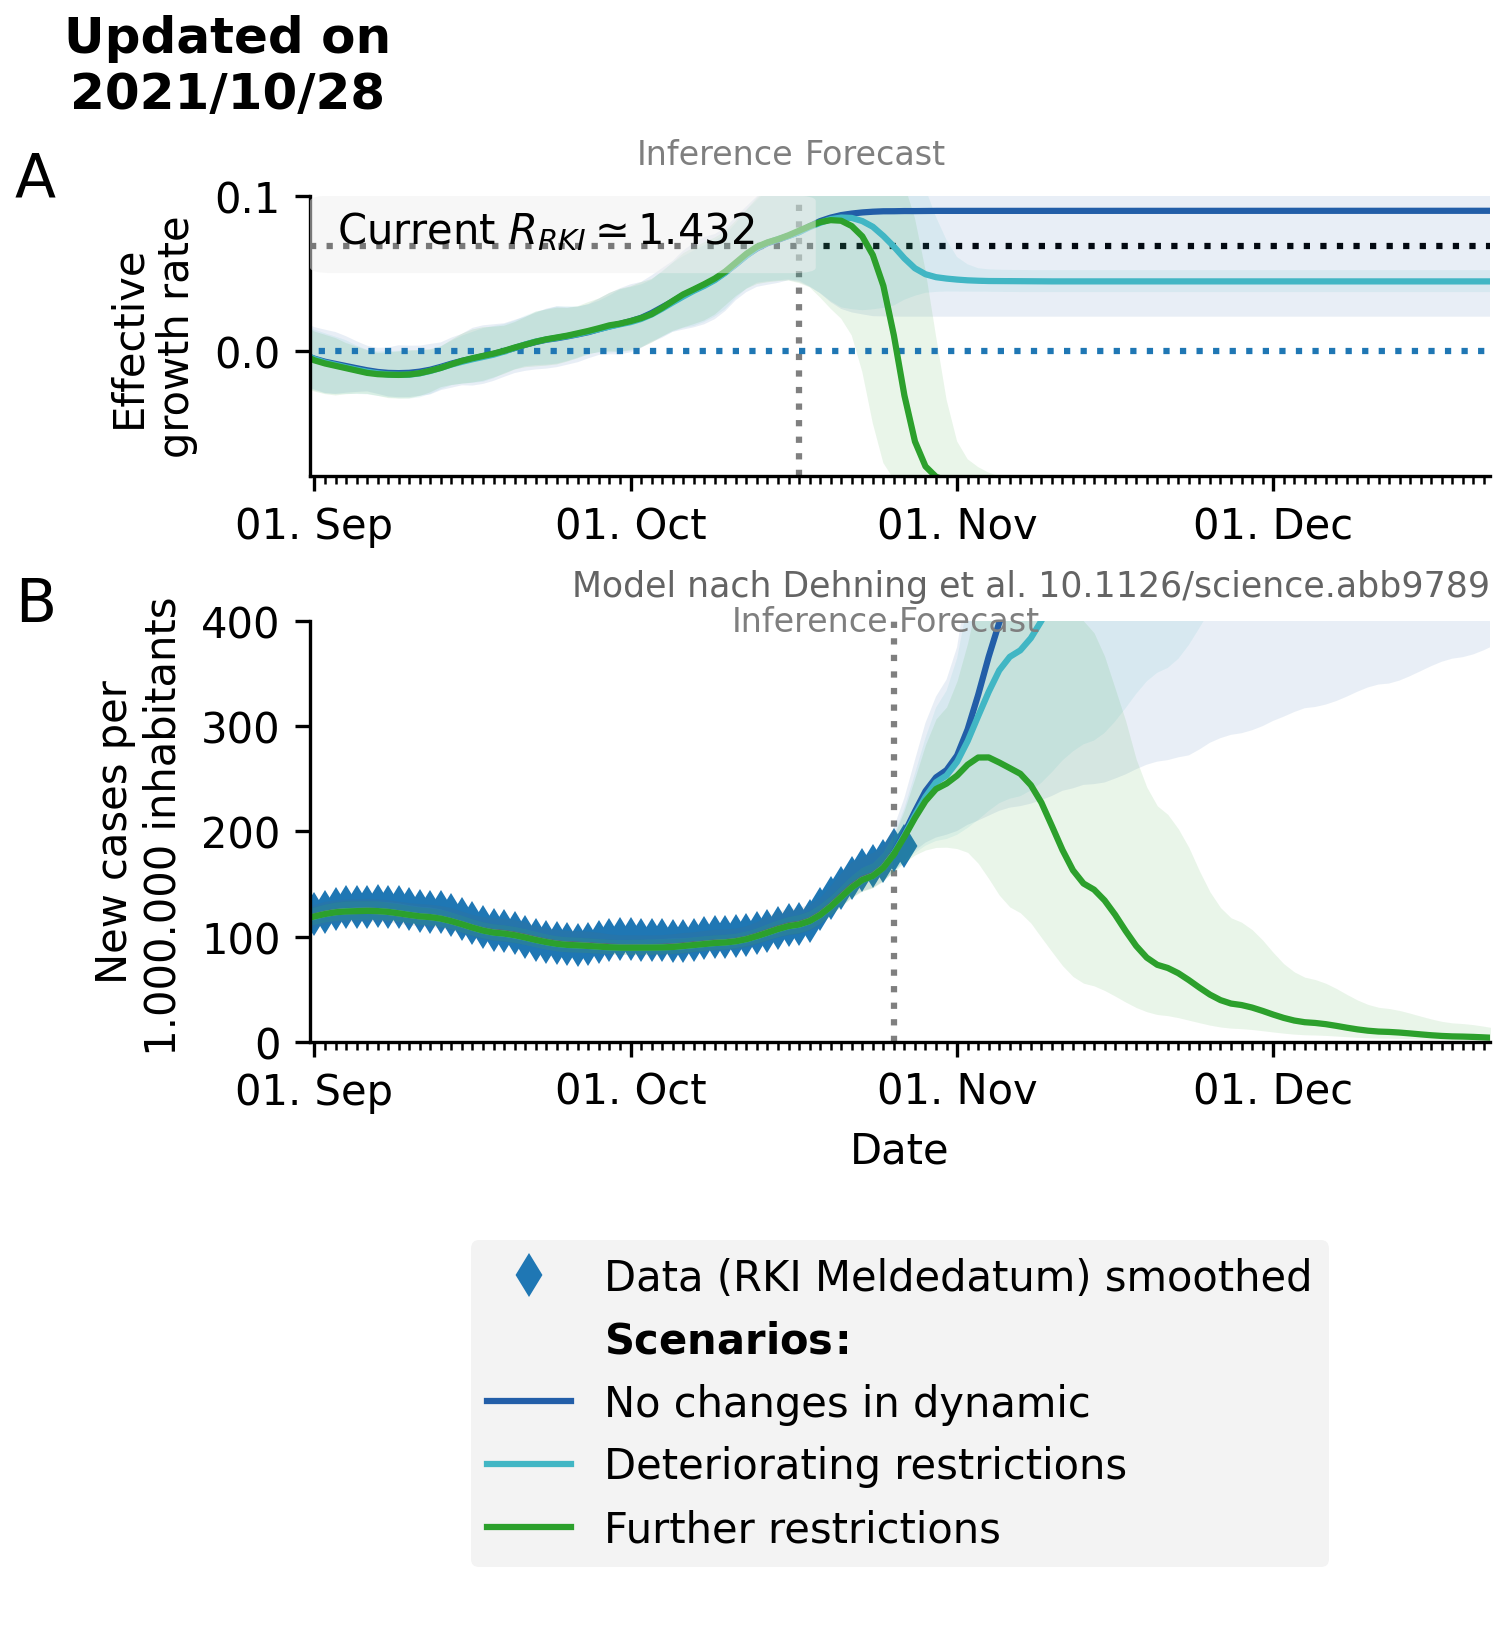 Updated on
2021/10/28
A
Inference Forecast
Effective
growth rate
0.1
0.0
Current R_RKI ≃ 1.432
01. Sep 01. Oct 01. Nov 01. Dec
B
Model nach Dehning et al. 10.1126/science.abb9789
Inference Forecast
New cases per
1.000.000 inhabitants
400
300
200
100
0
01. Sep 01. Oct 01. Nov 01. Dec
Date
Data (RKI Meldedatum) smoothed
Scenarios:
No changes in dynamic
Deteriorating restrictions
Further restrictions